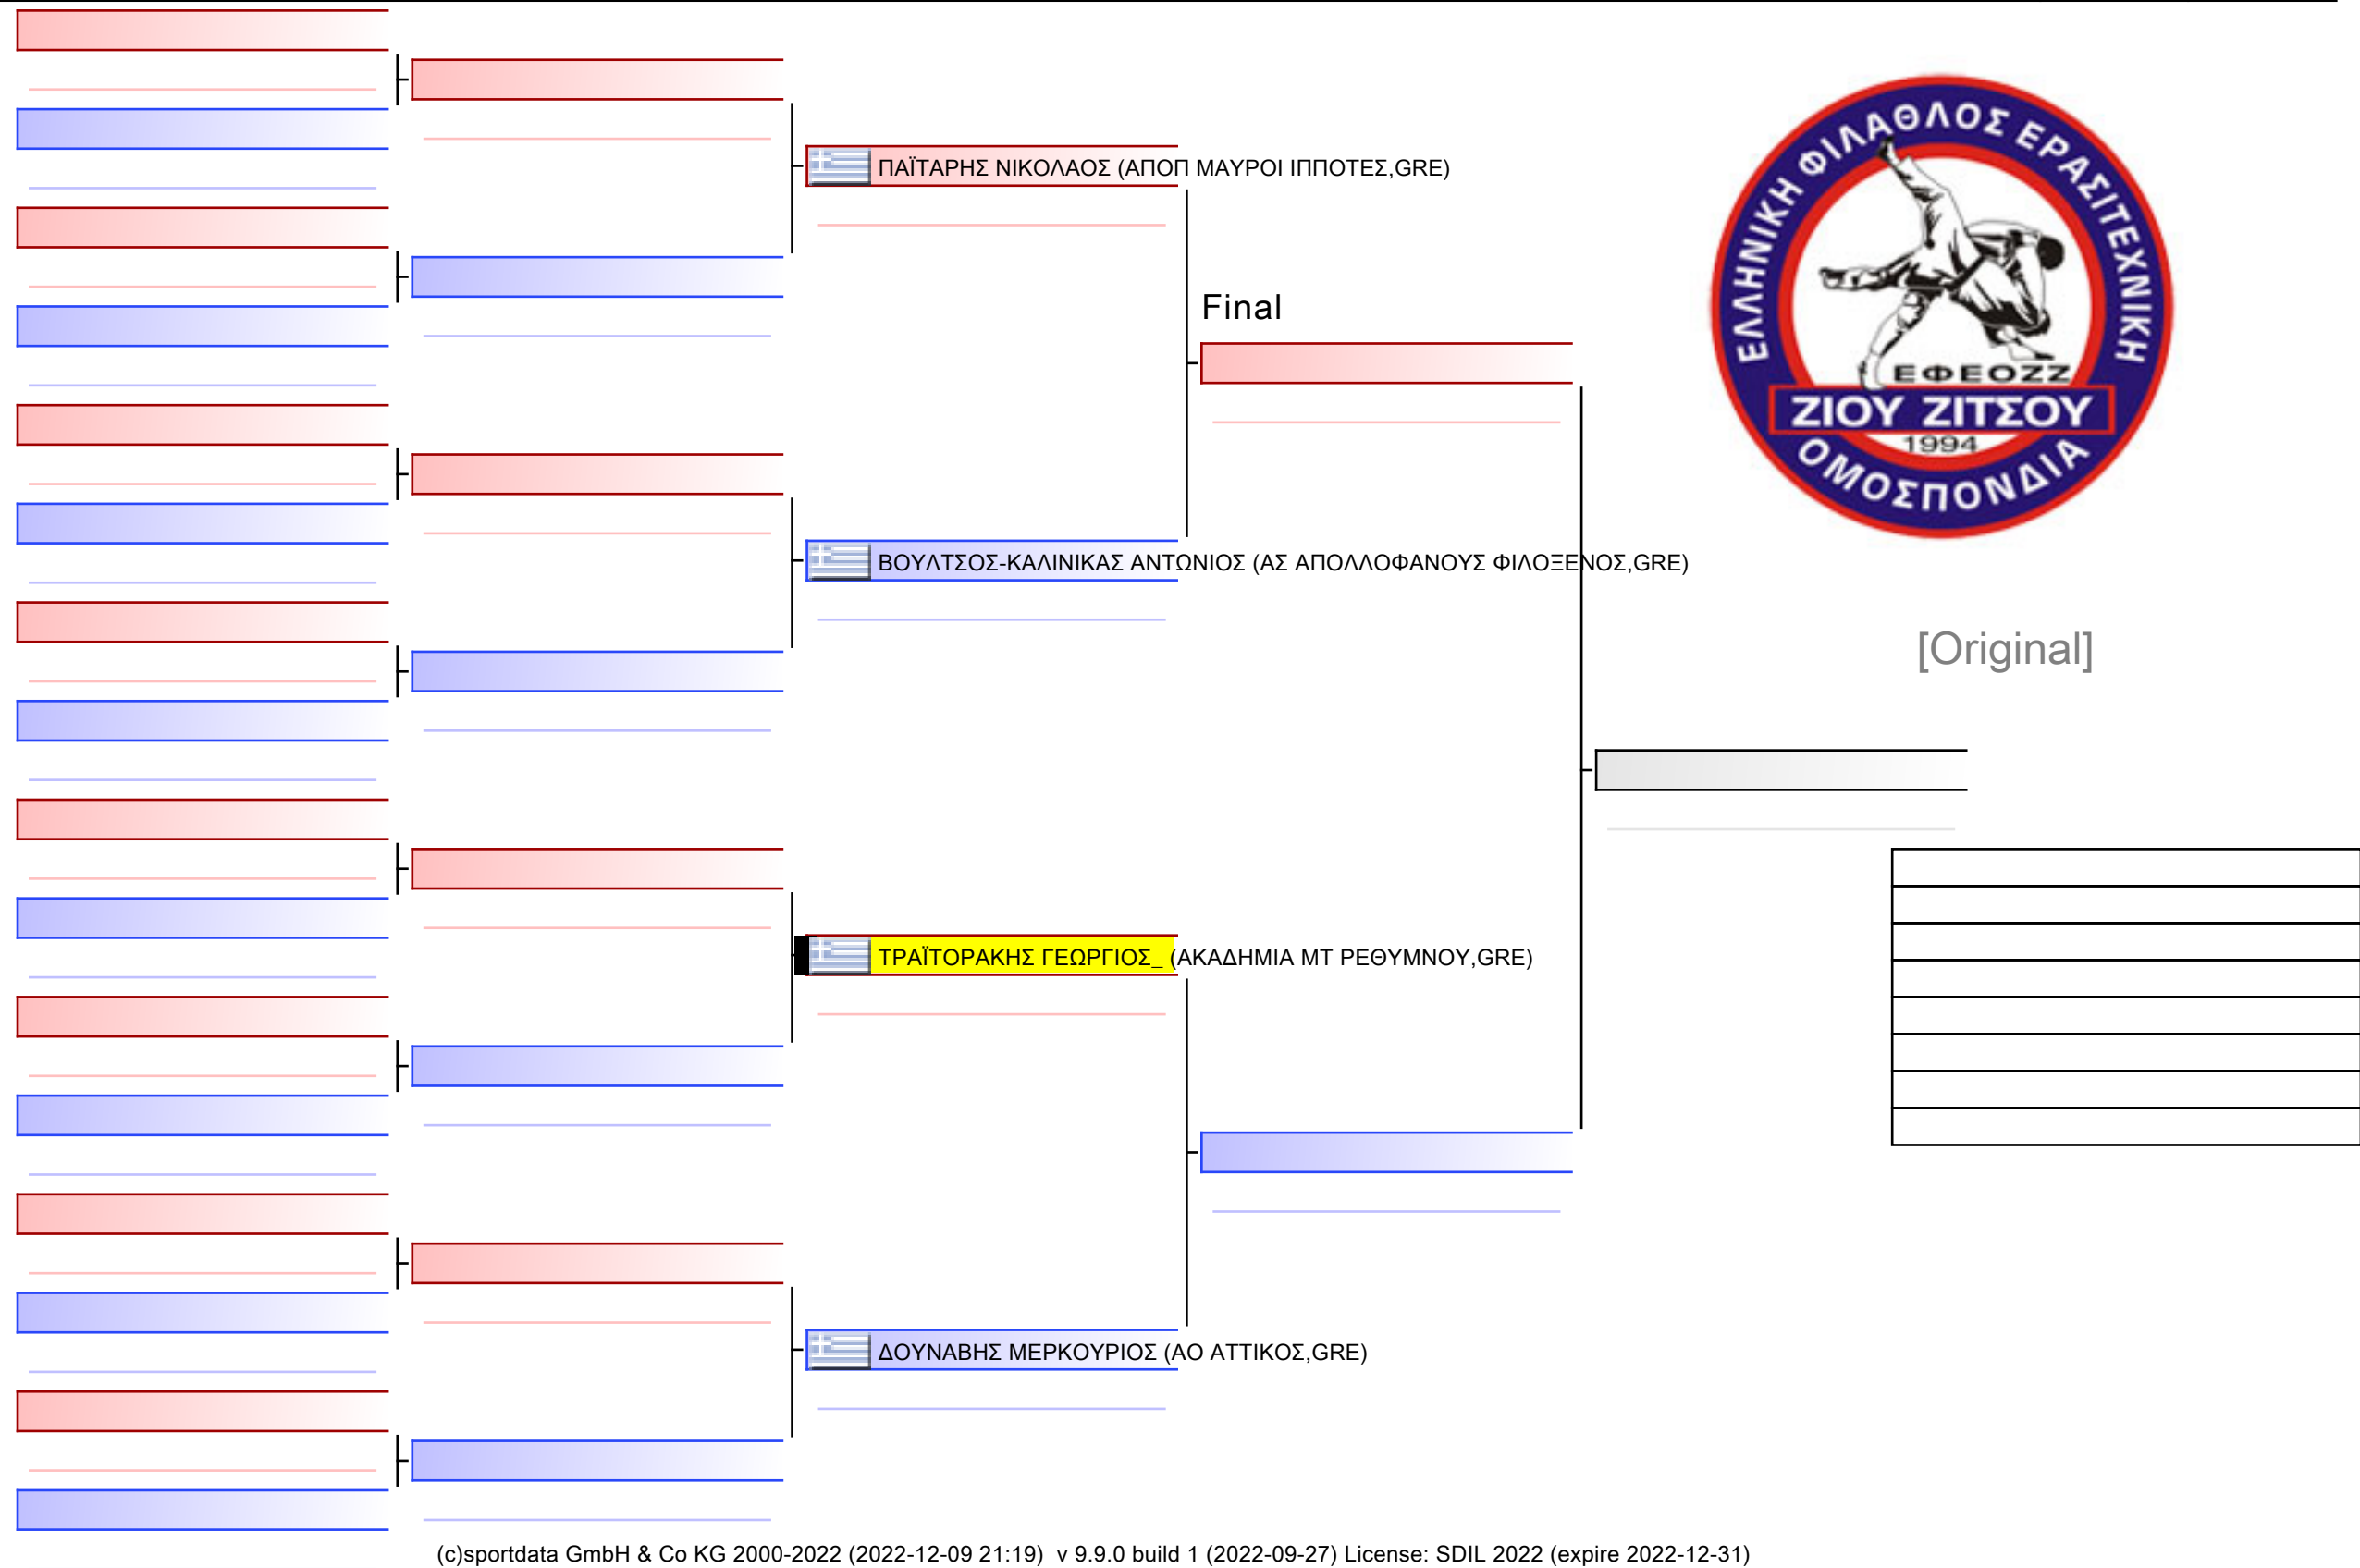 ΠΑΪΤΑΡΗΣ ΝΙΚΟΛΑΟΣ (ΑΠΟΠ ΜΑΥΡΟΙ ΙΠΠΟΤΕΣ,GRE)
Final
ΒΟΥΛΤΣΟΣ-ΚΑΛΙΝΙΚΑΣ ΑΝΤΩΝΙΟΣ (ΑΣ ΑΠΟΛΛΟΦΑΝΟΥΣ ΦΙΛΟΞΕΝΟΣ,GRE)
ΤΡΑΪΤΟΡΑΚΗΣ ΓΕΩΡΓΙΟΣ_ (ΑΚΑΔΗΜΙΑ ΜΤ ΡΕΘΥΜΝΟΥ,GRE)
ΔΟΥΝΑΒΗΣ ΜΕΡΚΟΥΡΙΟΣ (ΑΟ ΑΤΤΙΚΟΣ,GRE)
ΕΛΛΗΝΙΚΗ ΦΙΛΑΘΛΟΣ ΕΡΑΣΙΤΕΧΝΙΚΗ
ΕΦΕΟΖΖ
ΖΙΟΥ ΖΙΤΣΟΥ
1994
ΟΜΟΣΠΟΝΔΙΑ
[Original]
(c)sportdata GmbH & Co KG 2000-2022 (2022-12-09 21:19) v 9.9.0 build 1 (2022-09-27) License: SDIL 2022 (expire 2022-12-31)